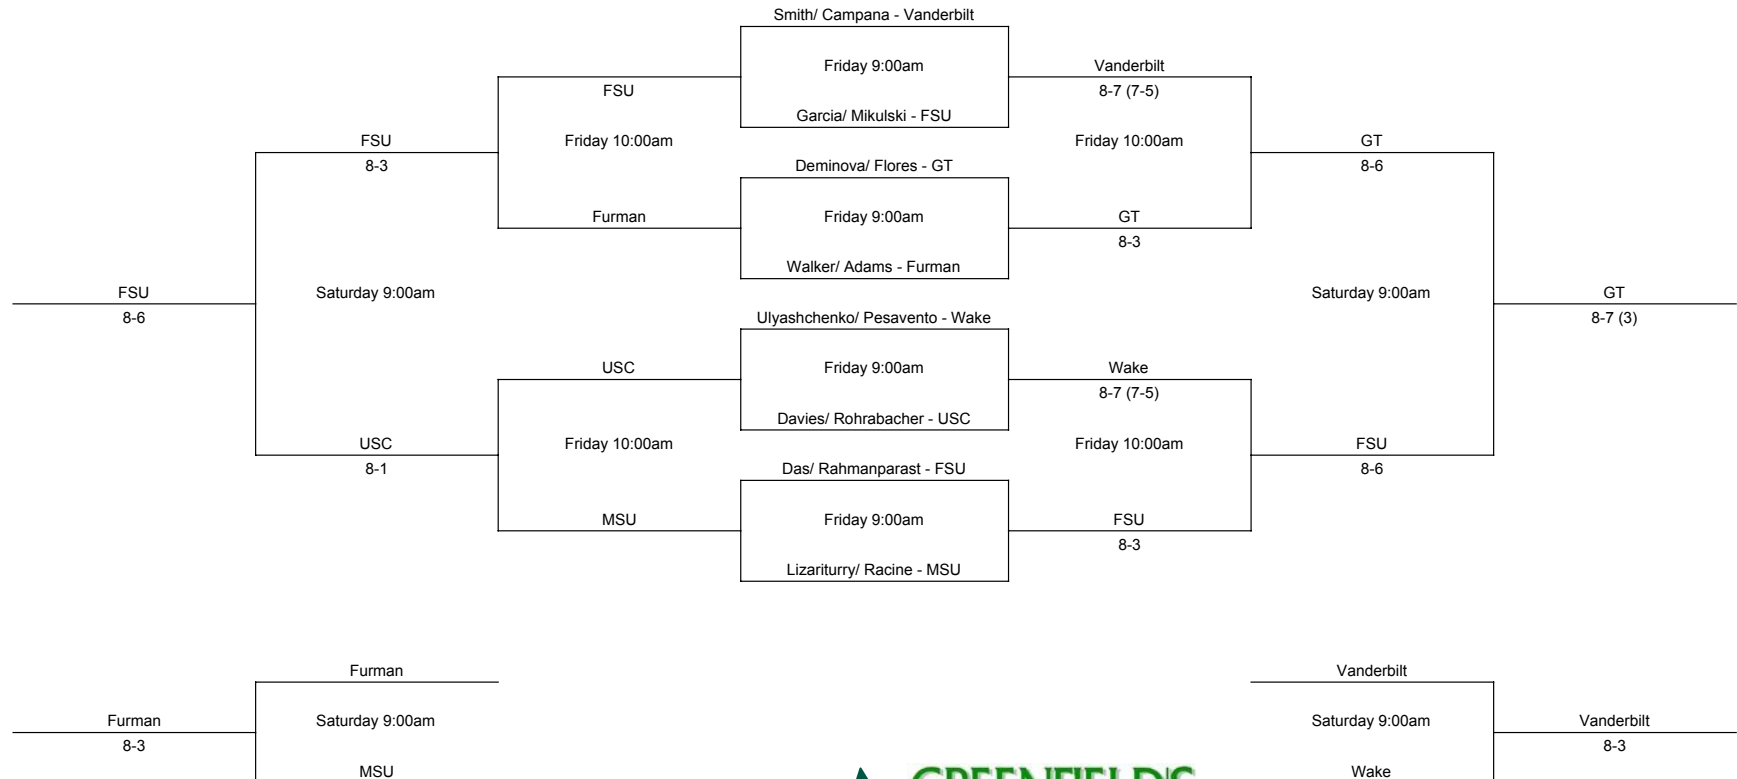 Smith/ Campana - Vanderbilt
Friday 9:00am
Vanderbilt
FSU
8-7 (7-5)
Garcia/ Mikulski - FSU
FSU
Friday 10:00am
Friday 10:00am
GT
8-3
Deminova/ Flores - GT
8-6
Furman
Friday 9:00am
GT
8-3
Walker/ Adams - Furman
FSU
Saturday 9:00am
Saturday 9:00am
GT
8-6
Ulyashchenko/ Pesavento - Wake
8-7 (3)
USC
Friday 9:00am
Wake
8-7 (7-5)
Davies/ Rohrabacher - USC
USC
Friday 10:00am
Friday 10:00am
FSU
8-1
Das/ Rahmanparast - FSU
8-6
MSU
Friday 9:00am
FSU
8-3
Lizariturry/ Racine - MSU
Furman
Vanderbilt
Furman
Saturday 9:00am
Saturday 9:00am
Vanderbilt
8-3
8-3
MSU
Wake
GREENFIELD'S